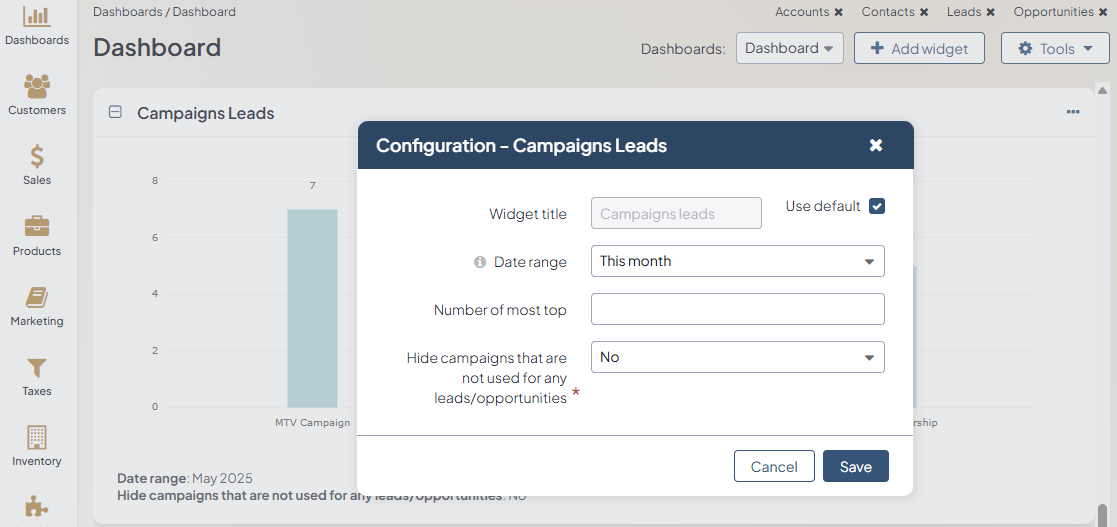 Dashboards / Dashboard
Accounts ✖ Contacts ✖ Leads ✖ Opportunities ✖
Dashboard
Dashboards: Dashboard
Add widget
Tools
Dashboards
Customers
Sales
Products
Marketing
Taxes
Inventory
Campaigns Leads
8
6
4
2
0
7
MTV Campaign
rship
Date range: May 2025
Hide campaigns that are not used for any leads/opportunities: No
Configuration - Campaigns Leads
Widget title
Campaigns leads
Use default
Date range
This month
Number of most top
Hide campaigns that are
not used for any
leads/opportunities *
No
Cancel
Save